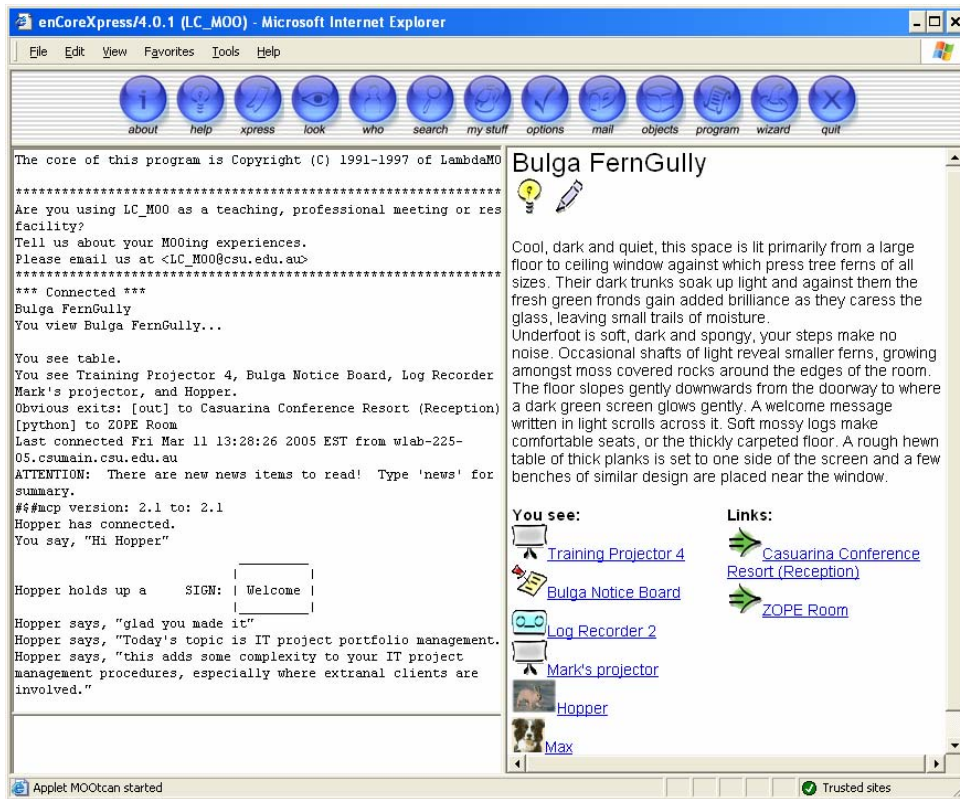 enCoreXpress/4.0.1 (LC_MOO) - Microsoft Internet Explorer
File Edit View Favorites Tools Help
about help xpress look who search my stuff options mail objects program wizard quit
The core of this program is Copyright (C) 1991-1997 of LambdaMO
***************************************************************
Are you using LC_MOO as a teaching, professional meeting or res
facility?
Tell us about your MOOing experiences.
Please email us at <LC_MOO@csu.edu.au>
***************************************************************
*** Connected ***
Bulga FernGully
You view Bulga FernGully...
You see table.
You see Training Projector 4, Bulga Notice Board, Log Recorder
Mark's projector, and Hopper.
Obvious exits: [out] to Casuarina Conference Resort (Reception)
[python] to ZOPE Room
Last connected Fri Mar 11 13:28:26 2005 EST from wlab-225-
05.csumain.csu.edu.au
ATTENTION:  There are new news items to read!  Type 'news' for
summary.
#$#mcp version: 2.1 to: 2.1
Hopper has connected.
You say, "Hi Hopper"
Hopper holds up a SIGN: | Welcome |
Hopper says, "glad you made it"
Hopper says, "Today's topic is IT project portfolio management.
Hopper says, "this adds some complexity to your IT project
management procedures, especially where extranal clients are
involved."
Bulga FernGully
Cool, dark and quiet, this space is lit primarily from a large
floor to ceiling window against which press tree ferns of all
sizes. Their dark trunks soak up light and against them the
fresh green fronds gain added brilliance as they caress the
glass, leaving small trails of moisture.
Underfoot is soft, dark and spongy, your steps make no
noise. Occasional shafts of light reveal smaller ferns, growing
amongst moss covered rocks around the edges of the room.
The floor slopes gently downwards from the doorway to where
a dark green screen glows gently. A welcome message
written in light scrolls across it. Soft mossy logs make
comfortable seats, or the thickly carpeted floor. A rough hewn
table of thick planks is set to one side of the screen and a few
benches of similar design are placed near the window.
You see:
Training Projector 4
Bulga Notice Board
Log Recorder 2
Mark's projector
Hopper
Max
Links:
Casuarina Conference
Resort (Reception)
ZOPE Room
Applet MOOtcan started
Trusted sites